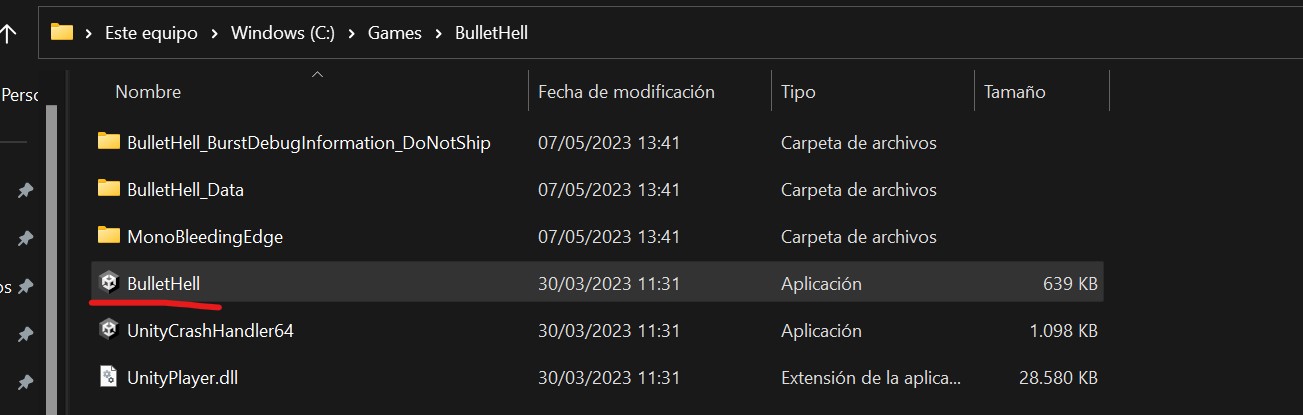 Este equipo > Windows (C:) > Games > BulletHell
Nombre Fecha de modificación Tipo Tamaño
BulletHell_BurstDebugInformation_DoNotShip 07/05/2023 13:41 Carpeta de archivos
BulletHell_Data 07/05/2023 13:41 Carpeta de archivos
MonoBleedingEdge 07/05/2023 13:41 Carpeta de archivos
BulletHell 30/03/2023 11:31 Aplicación 639 KB
UnityCrashHandler64 30/03/2023 11:31 Aplicación 1.098 KB
UnityPlayer.dll 30/03/2023 11:31 Extensión de la aplica... 28.580 KB